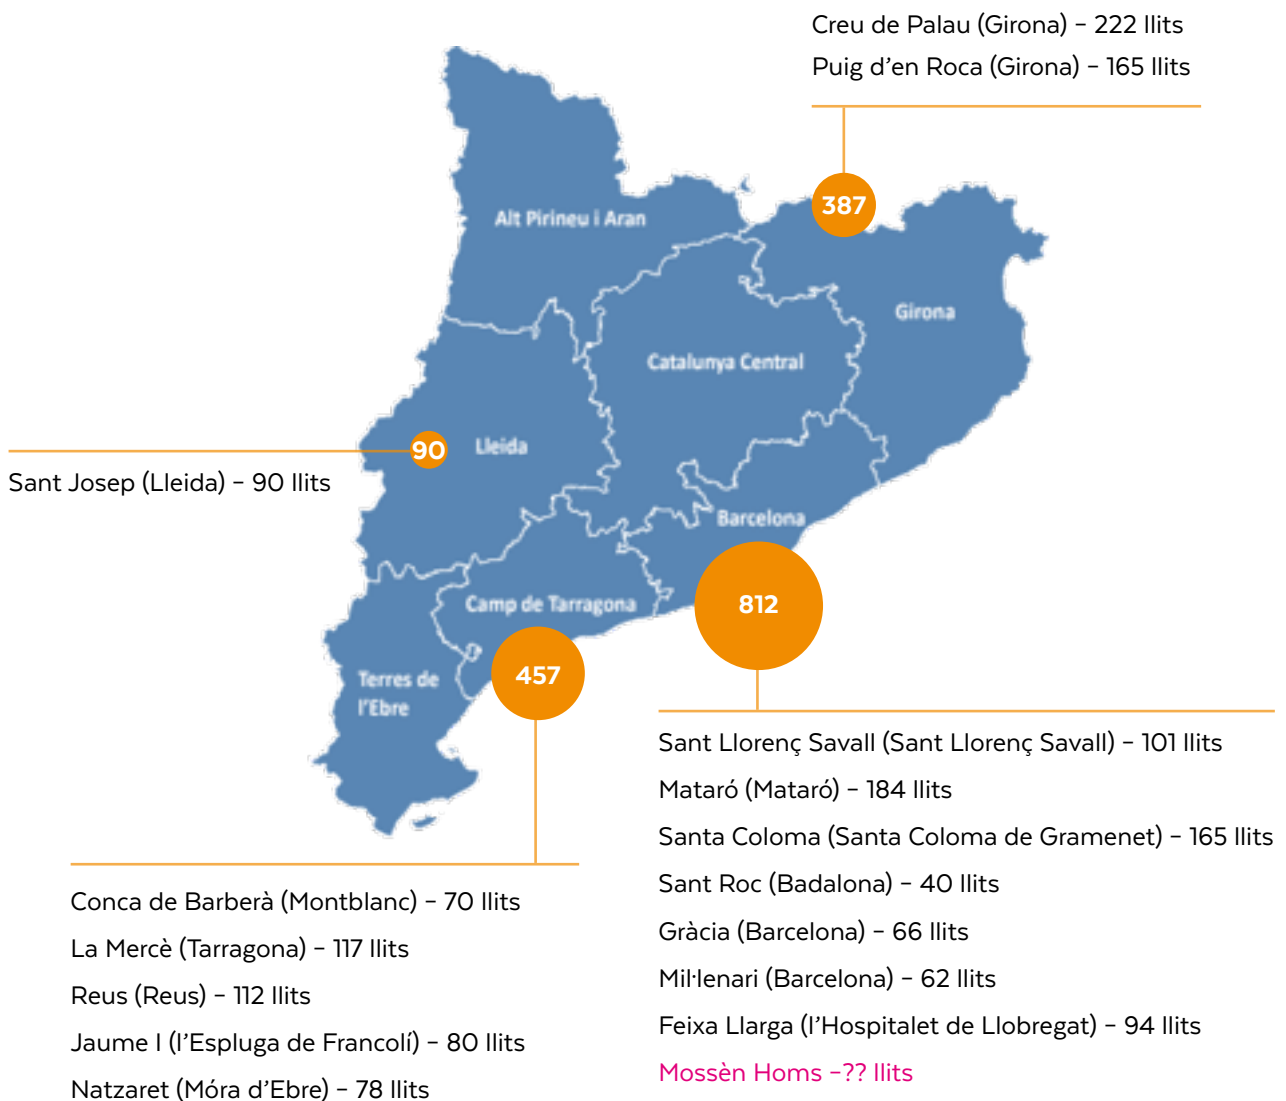 Creu de Palau (Girona) – 222 llits
Puig d’en Roca (Girona) – 165 llits
387
Alt Pirineu i Aran
Girona
Catalunya Central
90
Lleida
Sant Josep (Lleida) – 90 llits
Barcelona
812
Camp de Tarragona
457
Terres de
l'Ebre
Sant Llorenç Savall (Sant Llorenç Savall) – 101 llits
Mataró (Mataró) – 184 llits
Santa Coloma (Santa Coloma de Gramenet) – 165 llits
Sant Roc (Badalona) – 40 llits
Gràcia (Barcelona) – 66 llits
Mil·lenari (Barcelona) – 62 llits
Feixa Llarga (l’Hospitalet de Llobregat) – 94 llits
Mossèn Homs –?? llits
Conca de Barberà (Montblanc) – 70 llits
La Mercè (Tarragona) – 117 llits
Reus (Reus) – 112 llits
Jaume I (l’Espluga de Francolí) – 80 llits
Natzaret (Móra d’Ebre) – 78 llits